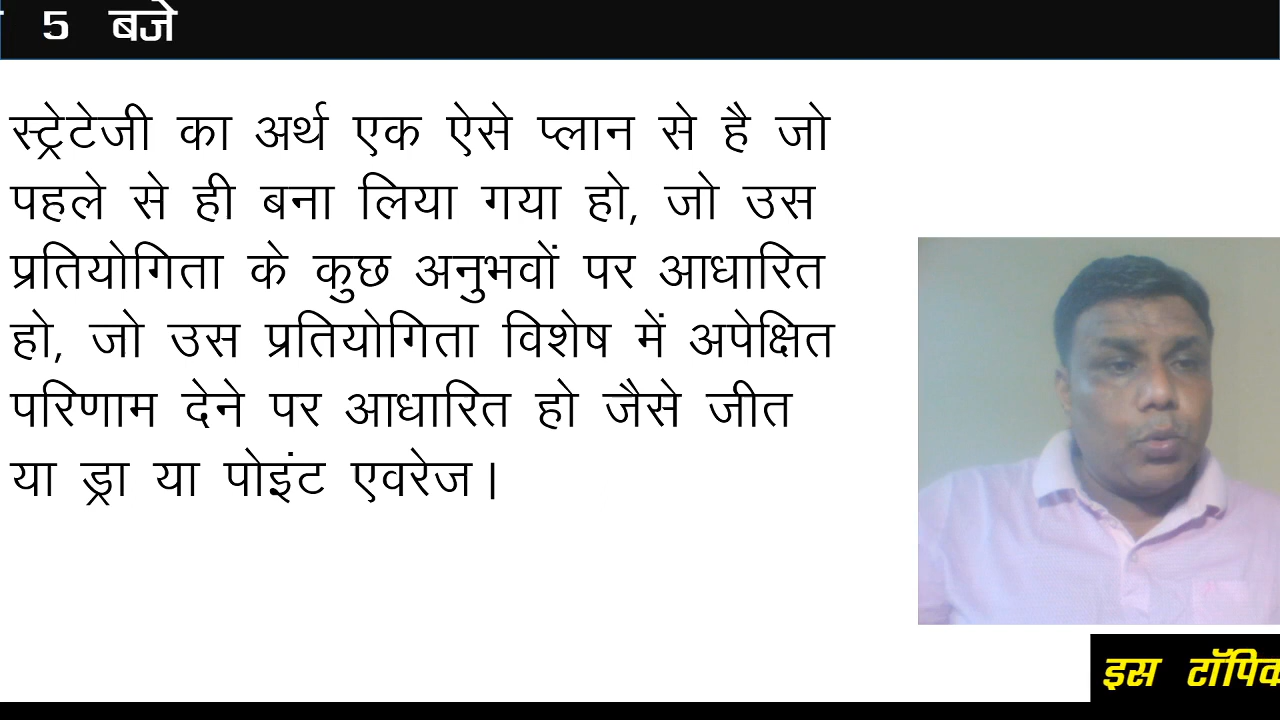 5 बजे
स्ट्रेटेजी का अर्थ एक ऐसे प्लान से है जो
पहले से ही बना लिया गया हो, जो उस
प्रतियोगिता के कुछ अनुभवों पर आधारित
हो, जो उस प्रतियोगिता विशेष में अपेक्षित
परिणाम देने पर आधारित हो जैसे जीत
या ड्रा या पोइंट एवरेज।
इस टॉपिक